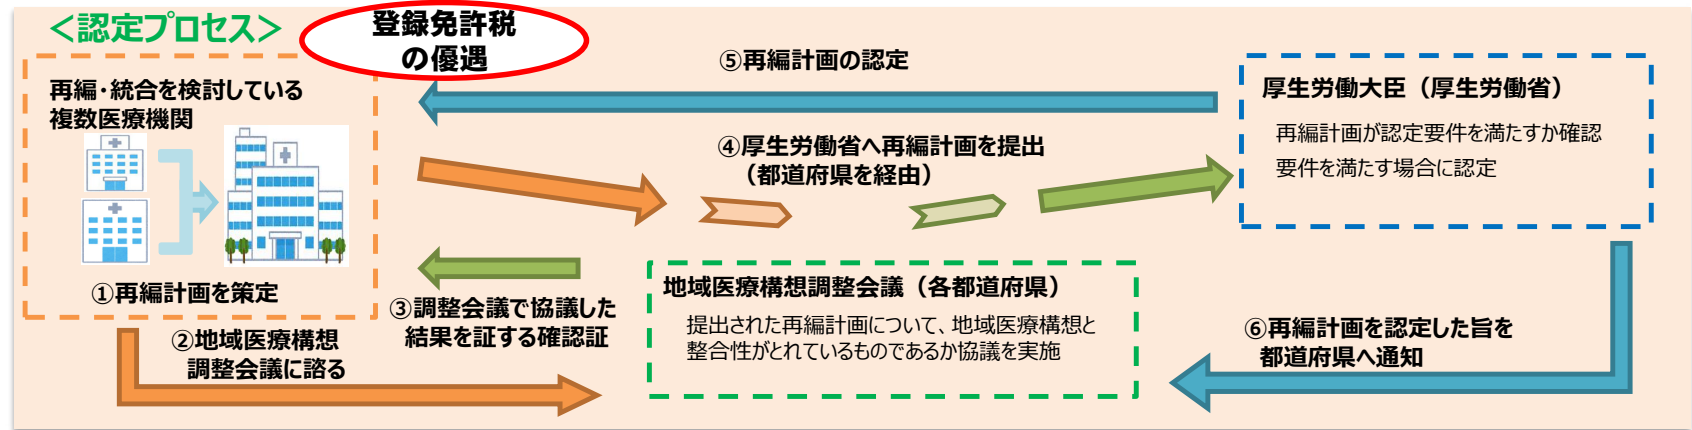 ＜認定プロセス＞
登録免許税
の優遇
再編・統合を検討している
複数医療機関
①再編計画を策定
②地域医療構想
調整会議に諮る
③調整会議で協議した
結果を証する確認証
④厚生労働省へ再編計画を提出
（都道府県を経由）
⑤再編計画の認定
厚生労働大臣（厚生労働省）
再編計画が認定要件を満たすか確認
要件を満たす場合に認定
地域医療構想調整会議（各都道府県）
提出された再編計画について、地域医療構想と
整合性がとれているものであるか協議を実施
⑥再編計画を認定した旨を
都道府県へ通知